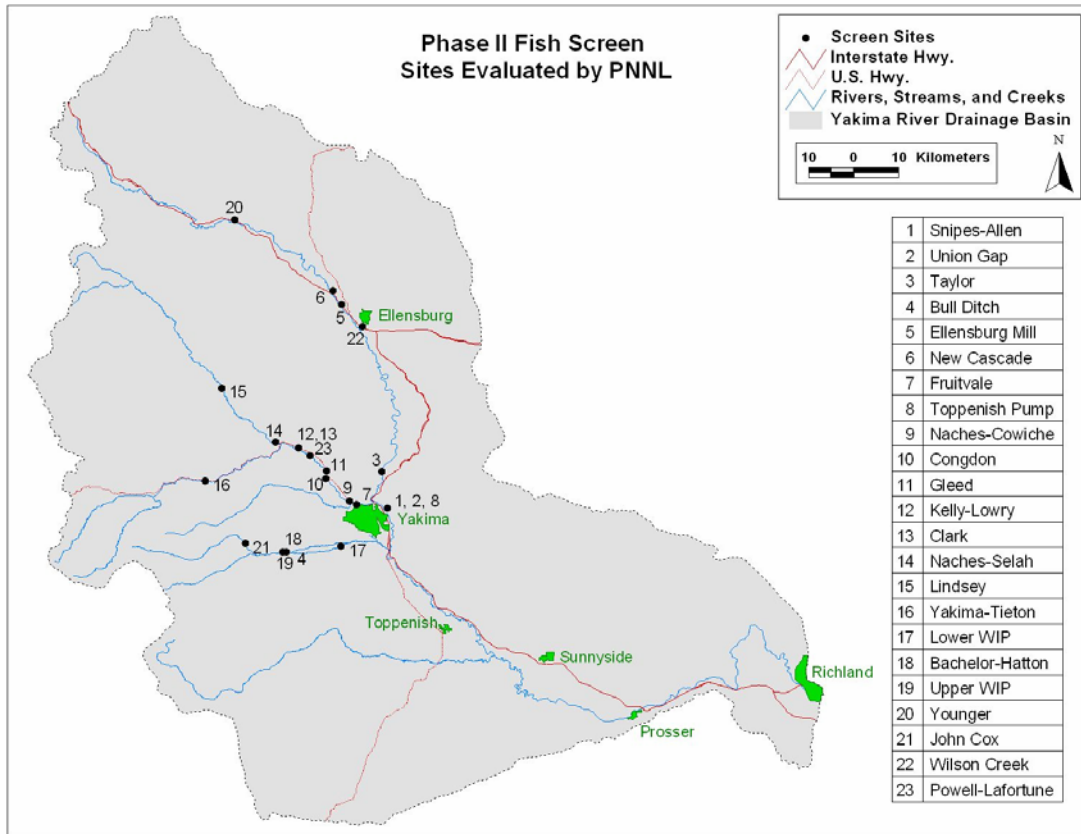 Phase II Fish Screen
Sites Evaluated by PNNL
Screen Sites
Interstate Hwy.
U.S. Hwy.
Rivers, Streams, and Creeks
Yakima River Drainage Basin
10 0 10 Kilometers
N
20
6
5
Ellensburg
22
15
14
12, 13
23
11
10
3
16
9
7
1, 2, 8
Yakima
21
18
19
4
17
Toppenish
Sunnyside
Richland
Prosser
1 Snipes-Allen
2 Union Gap
3 Taylor
4 Bull Ditch
5 Ellensburg Mill
6 New Cascade
7 Fruitvale
8 Toppenish Pump
9 Naches-Cowiche
10 Congdon
11 Gleed
12 Kelly-Lowry
13 Clark
14 Naches-Selah
15 Lindsey
16 Yakima-Tieton
17 Lower WIP
18 Bachelor-Hatton
19 Upper WIP
20 Younger
21 John Cox
22 Wilson Creek
23 Powell-Lafortune